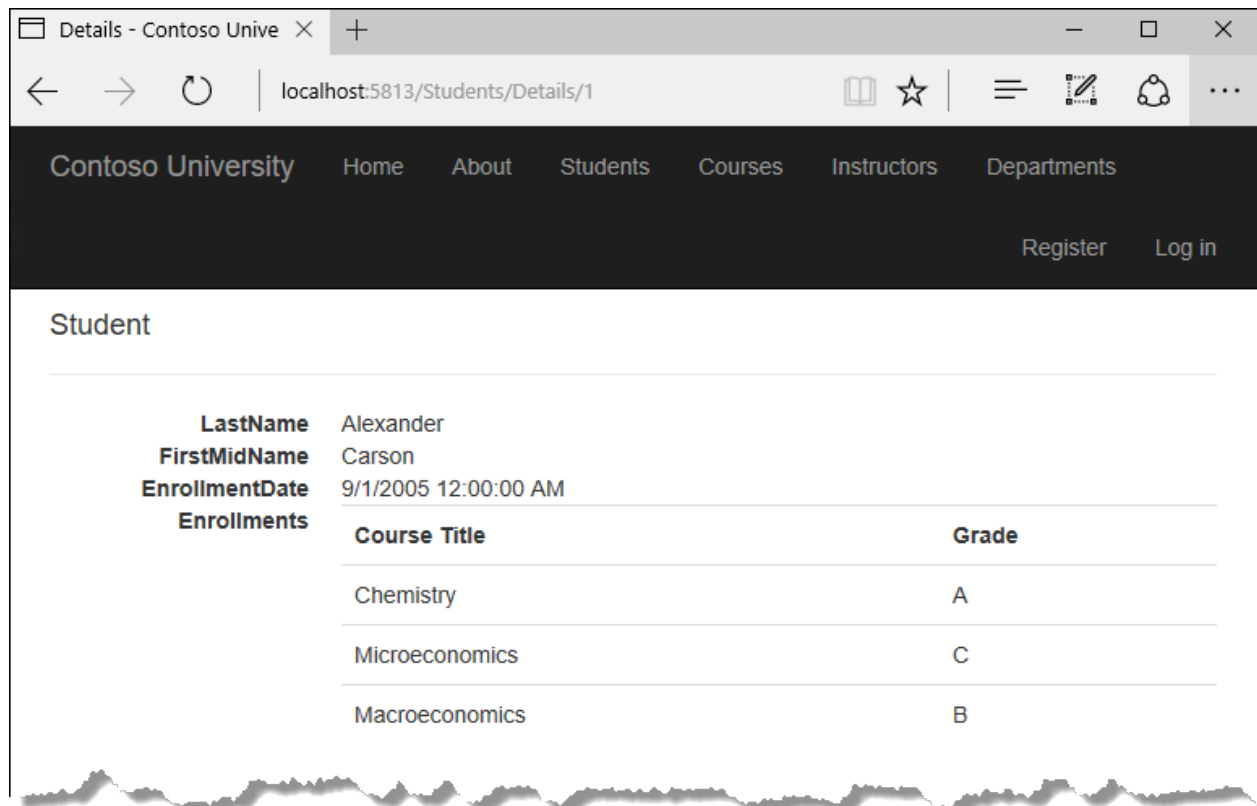 Details - Contoso Unive
localhost:5813/Students/Details/1
Contoso University Home About Students Courses Instructors Departments
Register Log in
Student
LastName Alexander
FirstMidName Carson
EnrollmentDate 9/1/2005 12:00:00 AM
Enrollments
Course Title Grade
Chemistry A
Microeconomics C
Macroeconomics B